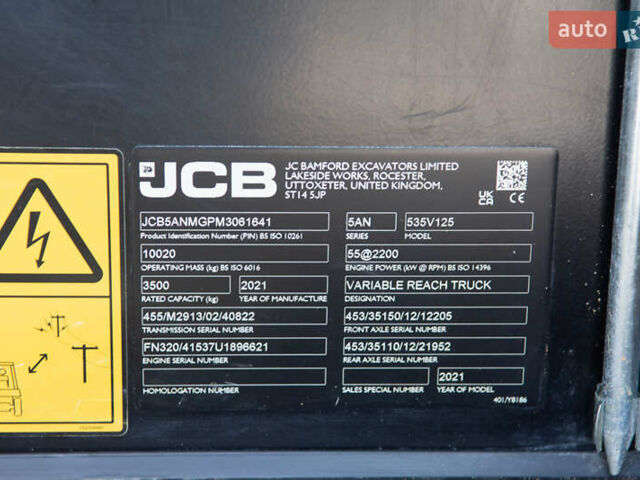 auto
JCB
JC BAMFORD EXCAVATORS LIMITED
LAKESIDE WORKS, ROCESTER,
UTTOXETER, UNITED KINGDOM,
ST14 5JP
UK
CA
CE
JCB5ANMGPM3061641
Product Identification Number (PIN) BS ISO 10261
5AN
SERIES
535V125
MODEL
10020
OPERATING MASS (kg) BS ISO 6016
55@2200
ENGINE POWER (kW @ RPM) BS ISO 14396
3500
RATED CAPACITY (kg)
2021
YEAR OF MANUFACTURE
VARIABLE REACH TRUCK
DESIGNATION
455/M2913/02/40822
TRANSMISSION SERIAL NUMBER
453/35150/12/12205
FRONT AXLE SERIAL NUMBER
FN320/41537U1896621
ENGINE SERIAL NUMBER
453/35110/12/21952
REAR AXLE SERIAL NUMBER
HOMOLOGATION NUMBER
SALES SPECIAL NUMBER
2021
YEAR OF MODEL
401/Y8186